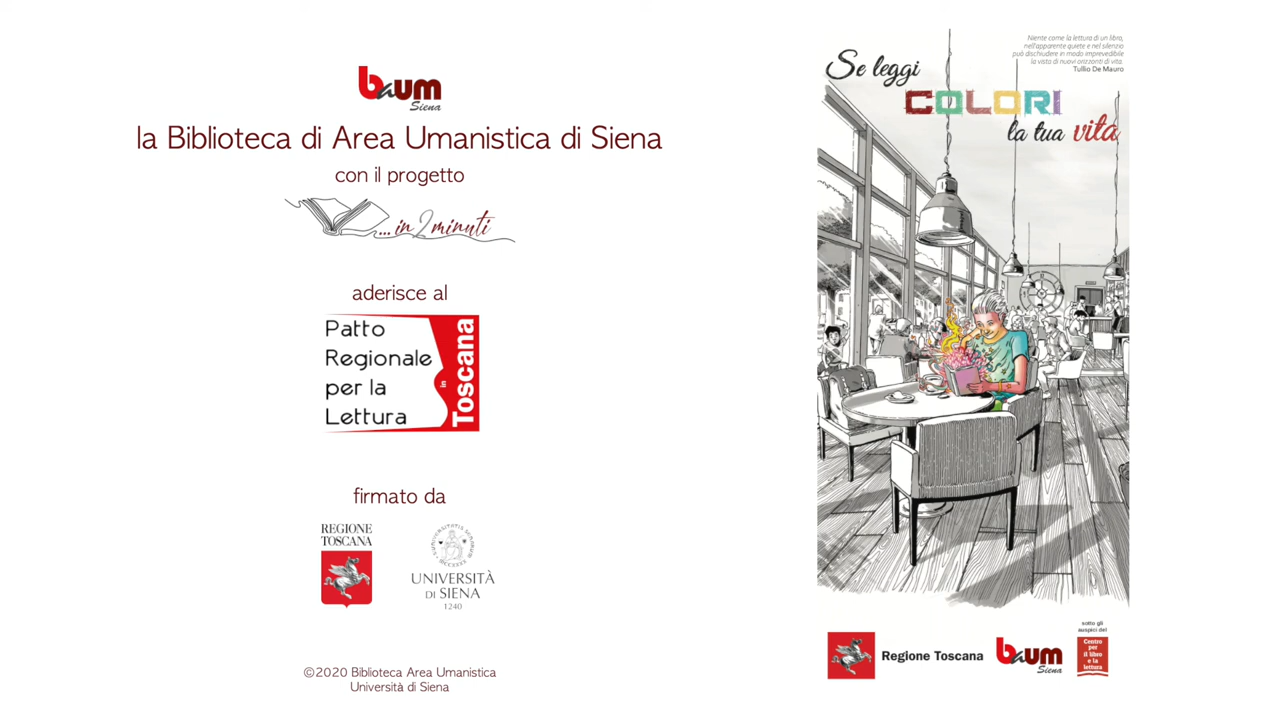 baum
Siena
la Biblioteca di Area Umanistica di Siena
con il progetto
...in 2 minuti
aderisce al
Patto
Regionale
per la
Lettura
in
Toscana
firmato da
REGIONE
TOSCANA
UNIVERSITÀ
DI SIENA
1240
©2020 Biblioteca Area Umanistica
Università di Siena
Niente come la lettura di un libro,
nell'apparente quiete e nel silenzio
può dischiudere in modo imprevedibile
la vista di nuovi orizzonti di vita.
Tullio De Mauro
Se leggi
COLORI
la tua vita
Regione Toscana
baum
Siena
sotto gli
auspici del
Centro
per
il libro
e la
lettura